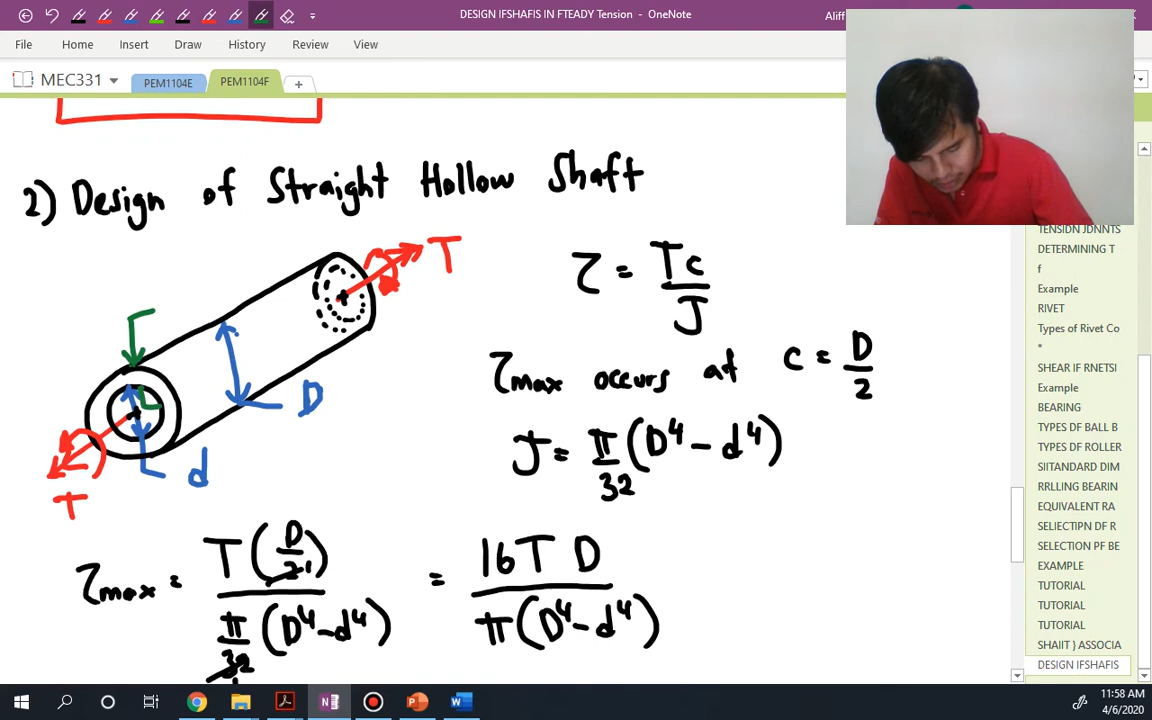 DESIGN IFSHAFIS IN FTEADY Tension - OneNote
Aliff
File Home Insert Draw History Review View
MEC331 PEM1104E PEM1104F
2) Design of Straight Hollow Shaft
T
τ = Tc / J
τmax occurs at c = D/2
D
J = π/32 (D⁴ - d⁴)
d
T
τmax = T(D/2) / π/32 (D⁴ - d⁴) = 16TD / π(D⁴ - d⁴)
TENSIDN JDNNTS
DETERMINING T
f
Example
RIVET
Types of Rivet Co
*
SHEAR IF RNETSI
Example
BEARING
TYPES DF BALL B
TYPES DF ROLLER
SIITANDARD DIM
RRLLING BEARIN
EQUIVALENT RA
SELIECTIPN DF R
SELECTION PF BE
EXAMPLE
TUTORIAL
TUTORIAL
TUTORIAL
SHAIIT } ASSOCIA
DESIGN IFSHAFIS
11:58 AM
4/6/2020